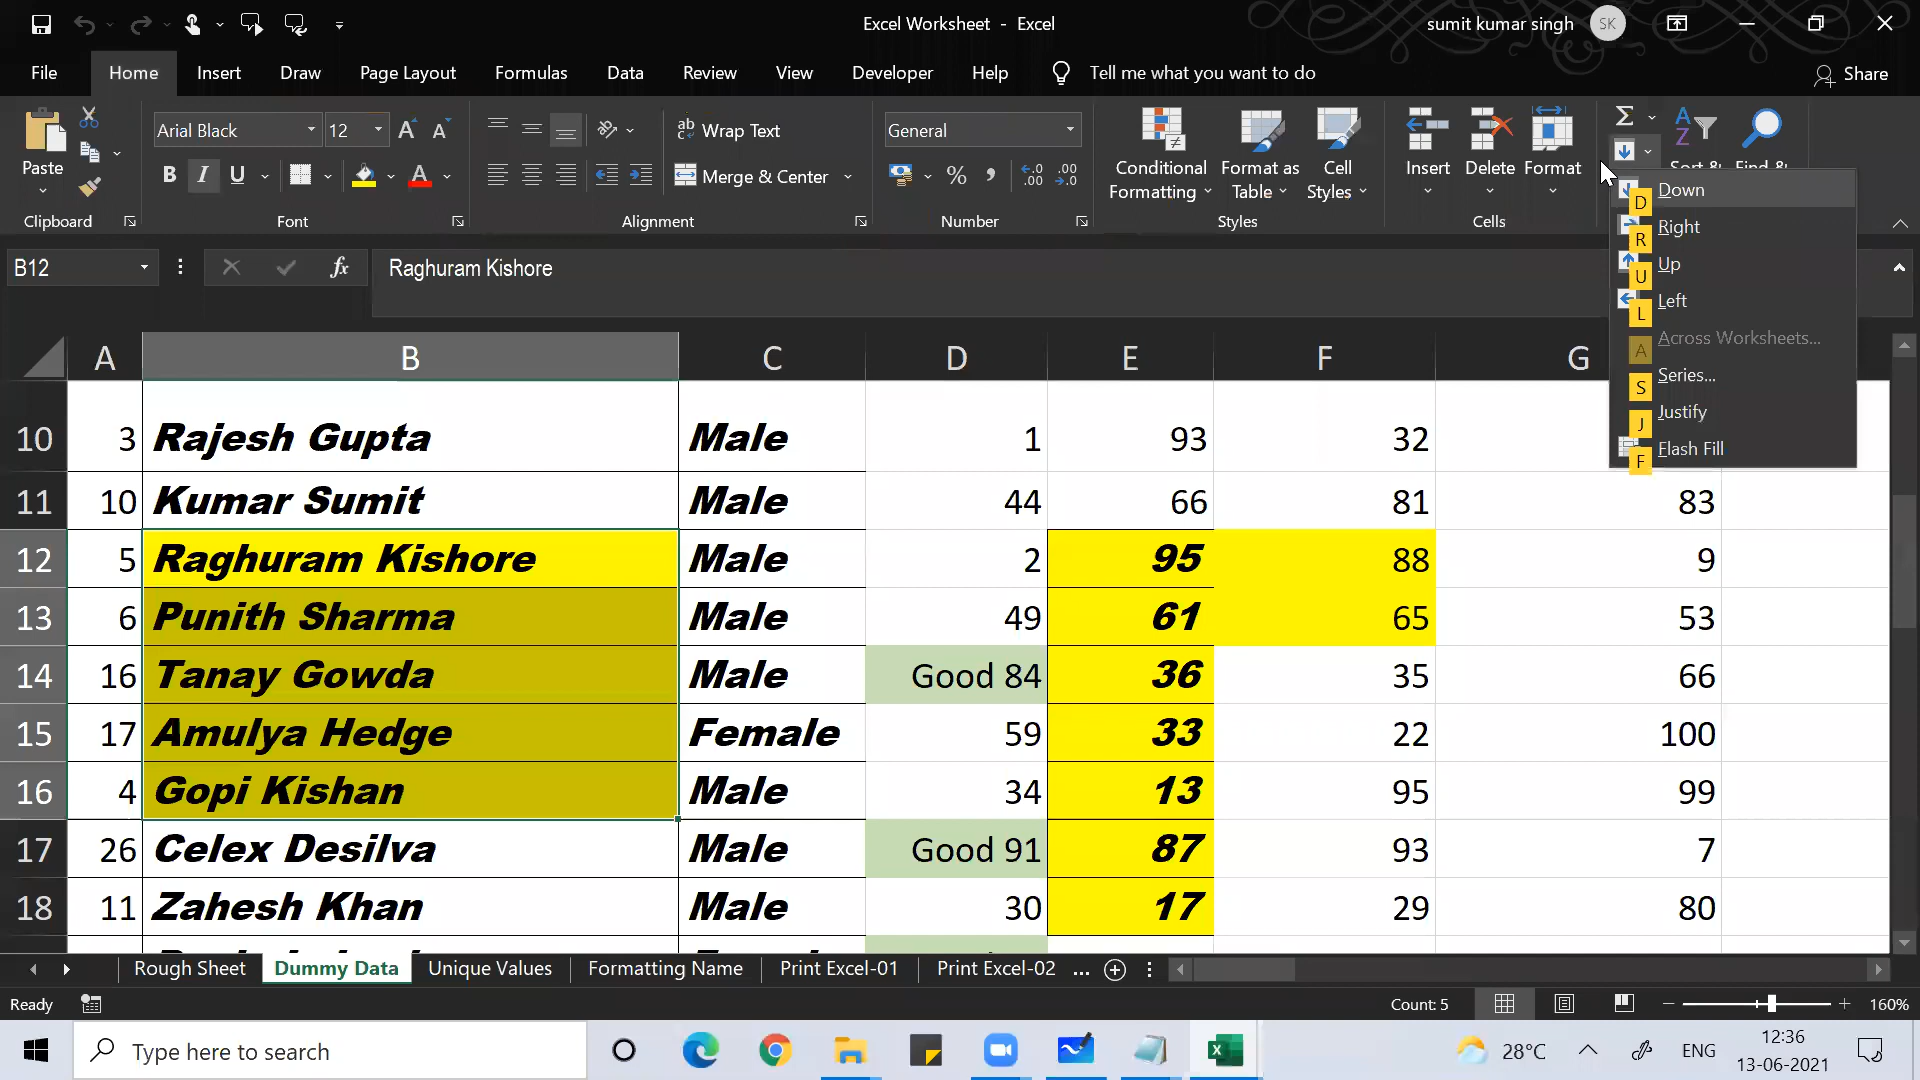 Excel Worksheet - Excel
sumit kumar singh
SK
File
Home
Insert
Draw
Page Layout
Formulas
Data
Review
View
Developer
Help
Tell me what you want to do
Share
Paste
Clipboard
Arial Black
12
Font
Wrap Text
Merge & Center
Alignment
General
Number
Conditional
Formatting
Format as
Table
Cell
Styles
Styles
Insert
Delete
Format
Cells
Sort &
Find &
D Down
R Right
U Up
L Left
A Across Worksheets...
S Series...
J Justify
F Flash Fill
B12
fx
Raghuram Kishore
A B C D E F G
10 3 Rajesh Gupta Male 1 93 32
11 10 Kumar Sumit Male 44 66 81 83
12 5 Raghuram Kishore Male 2 95 88 9
13 6 Punith Sharma Male 49 61 65 53
14 16 Tanay Gowda Male Good 84 36 35 66
15 17 Amulya Hedge Female 59 33 22 100
16 4 Gopi Kishan Male 34 13 95 99
17 26 Celex Desilva Male Good 91 87 93 7
18 11 Zahesh Khan Male 30 17 29 80
Rough Sheet
Dummy Data
Unique Values
Formatting Name
Print Excel-01
Print Excel-02
...
Ready
Count: 5
160%
Type here to search
28°C
ENG
12:36
13-06-2021